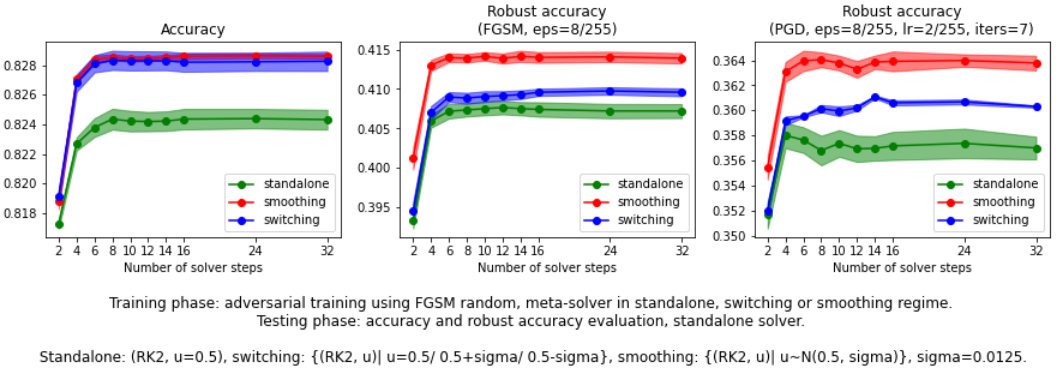 Accuracy
0.828
0.826
0.824
0.822
0.820
0.818
standalone
smoothing
switching
2 4 6 8 10 12 14 16 24 32
Number of solver steps
Robust accuracy
(FGSM, eps=8/255)
0.415
0.410
0.405
0.400
0.395
standalone
smoothing
switching
2 4 6 8 10 12 14 16 24 32
Number of solver steps
Robust accuracy
(PGD, eps=8/255, lr=2/255, iters=7)
0.364
0.362
0.360
0.358
0.356
0.354
0.352
0.350
standalone
smoothing
switching
2 4 6 8 10 12 14 16 24 32
Number of solver steps
Training phase: adversarial training using FGSM random, meta-solver in standalone, switching or smoothing regime.
Testing phase: accuracy and robust accuracy evaluation, standalone solver.
Standalone: (RK2, u=0.5), switching: {(RK2, u)| u=0.5/ 0.5+sigma/ 0.5-sigma}, smoothing: {(RK2, u)| u~N(0.5, sigma)}, sigma=0.0125.